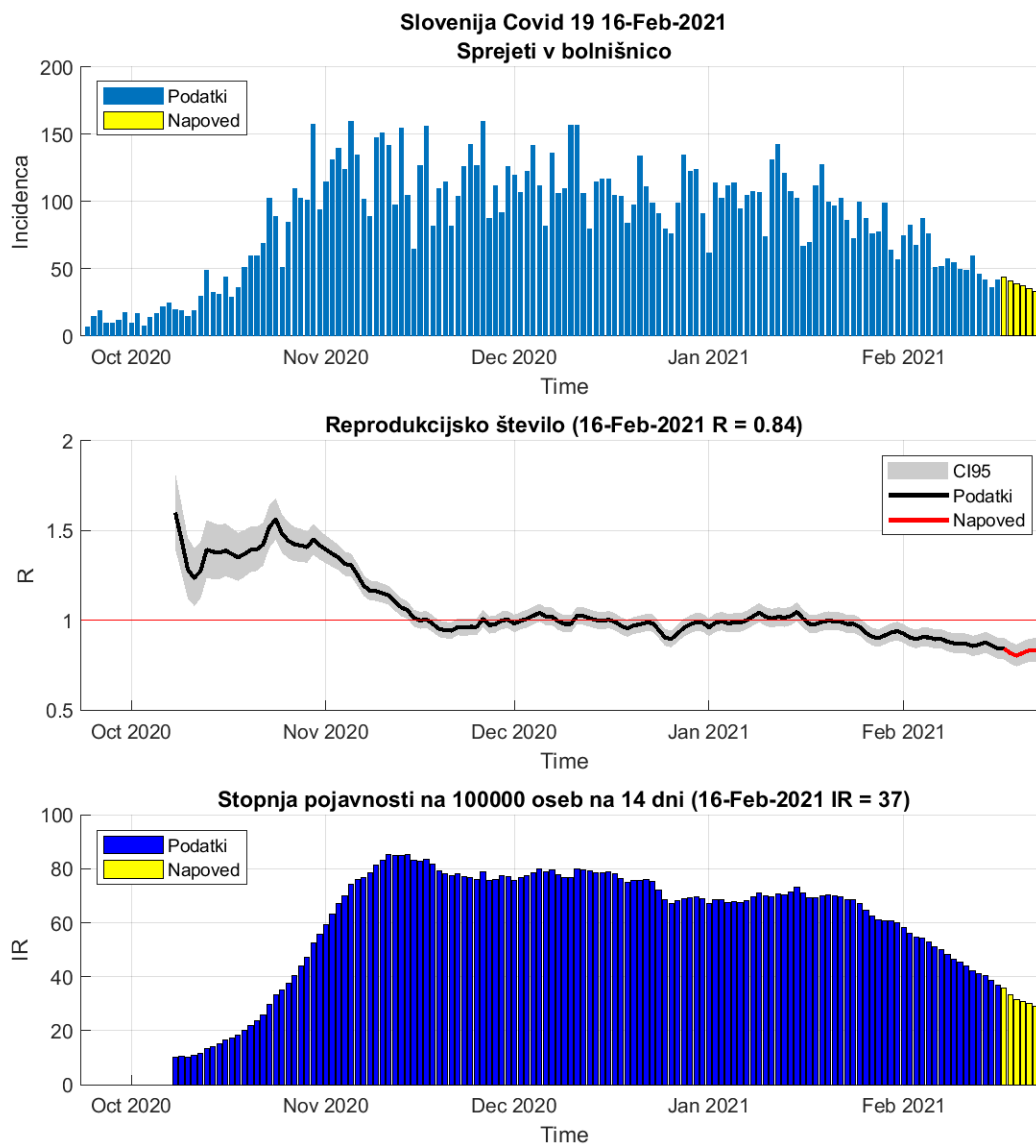 Slovenija Covid 19 16-Feb-2021
Sprejeti v bolnišnico
200
150
100
50
0
Incidenca
Podatki
Napoved
Oct 2020 Nov 2020 Dec 2020 Jan 2021 Feb 2021
Time
Reprodukcijsko število (16-Feb-2021 R = 0.84)
2
1.5
1
0.5
R
CI95
Podatki
Napoved
Oct 2020 Nov 2020 Dec 2020 Jan 2021 Feb 2021
Time
Stopnja pojavnosti na 100000 oseb na 14 dni (16-Feb-2021 IR = 37)
100
80
60
40
20
0
IR
Podatki
Napoved
Oct 2020 Nov 2020 Dec 2020 Jan 2021 Feb 2021
Time